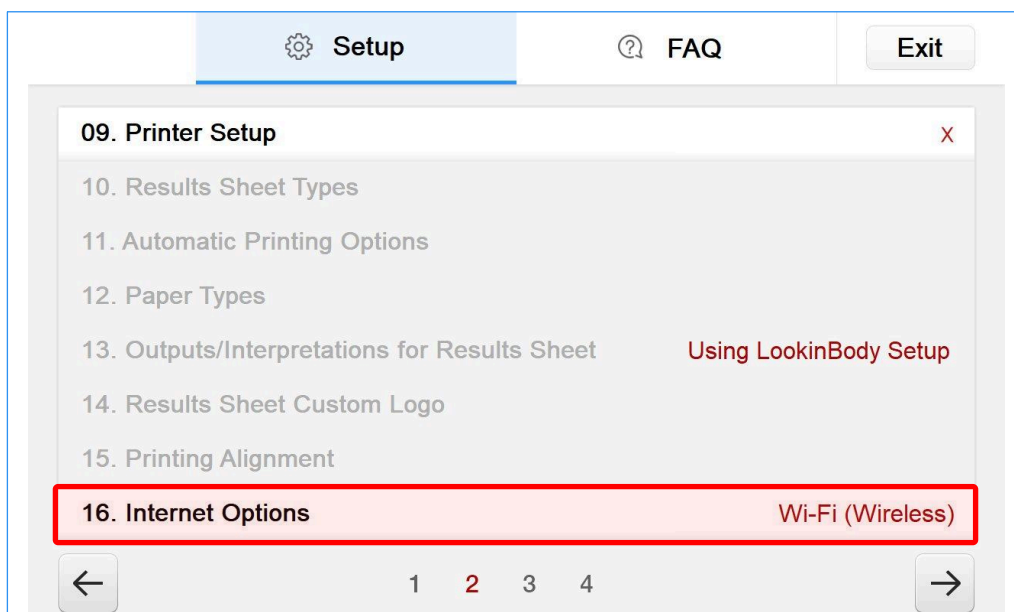 Setup
FAQ
Exit
09. Printer Setup X
10. Results Sheet Types
11. Automatic Printing Options
12. Paper Types
13. Outputs/Interpretations for Results Sheet Using LookinBody Setup
14. Results Sheet Custom Logo
15. Printing Alignment
16. Internet Options Wi-Fi (Wireless)
← 1 2 3 4 →